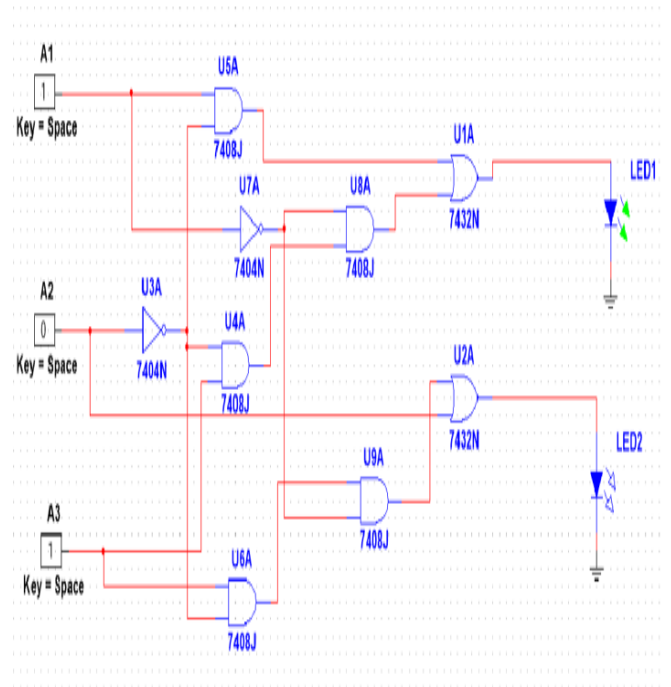 A1
1
Key = Space
U5A
7408J
U7A
7404N
U8A
7408J
U1A
7432N
LED1
A2
0
Key = Space
U3A
7404N
U4A
7408J
U2A
7432N
LED2
U9A
7408J
A3
1
Key = Space
U6A
7408J